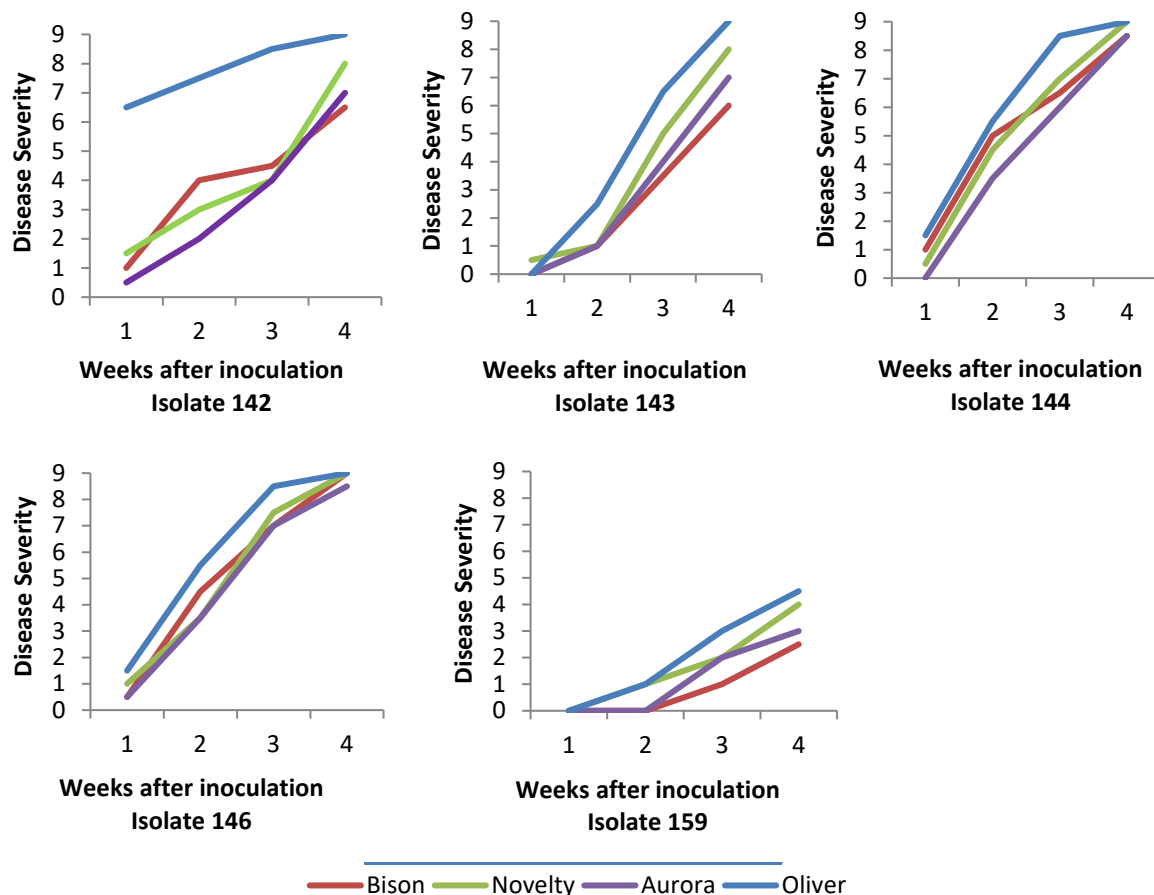 9
8
7
6
5
4
3
2
1
0
Disease Severity
1 2 3 4
Weeks after inoculation
Isolate 142
9
8
7
6
5
4
3
2
1
0
Disease Severity
1 2 3 4
Weeks after inoculation
Isolate 143
9
8
7
6
5
4
3
2
1
0
Disease Severity
1 2 3 4
Weeks after inoculation
Isolate 144
9
8
7
6
5
4
3
2
1
0
Disease Severity
1 2 3 4
Weeks after inoculation
Isolate 146
9
8
7
6
5
4
3
2
1
0
Disease Severity
1 2 3 4
Weeks after inoculation
Isolate 159
Bison Novelty Aurora Oliver